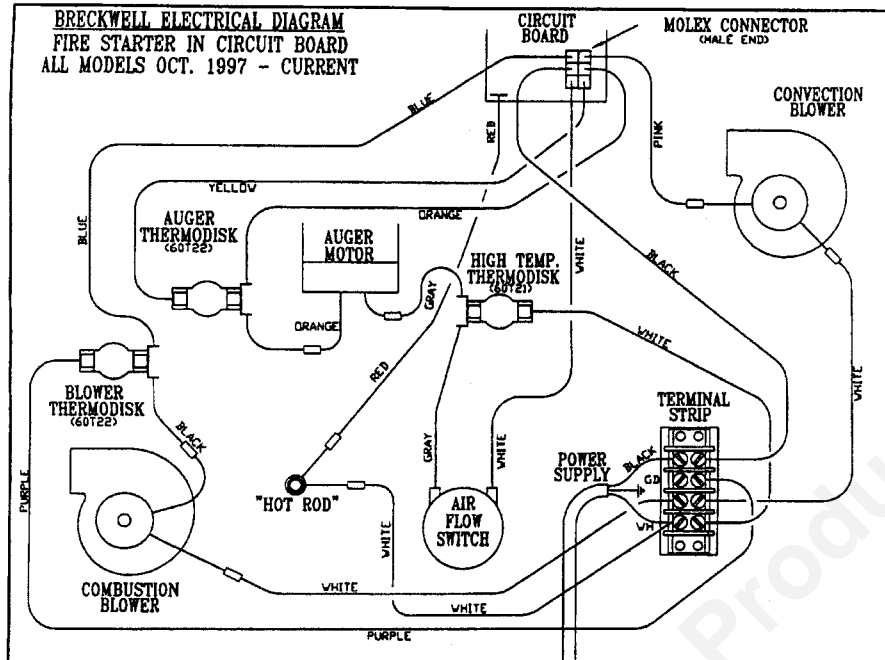 BRECKWELL ELECTRICAL DIAGRAM
FIRE STARTER IN CIRCUIT BOARD
ALL MODELS OCT. 1997 - CURRENT
CIRCUIT
BOARD
MOLEX CONNECTOR
(MALE END)
CONVECTION
BLOWER
BLUE
RED
PINK
YELLOW
ORANGE
BLUE
AUGER
THERMODISK
(60T22)
AUGER
MOTOR
HIGH TEMP.
THERMODISK
(60T21)
GRAY
WHITE
BLACK
ORANGE
WHITE
RED
WHITE
BLOWER
THERMODISK
(60T22)
BLACK
TERMINAL
STRIP
GRAY
WHITE
POWER
SUPPLY
BLACK
GD
WH
PURPLE
"HOT ROD"
AIR
FLOW
SWITCH
WHITE
COMBUSTION
BLOWER
WHITE
WHITE
PURPLE
Produ